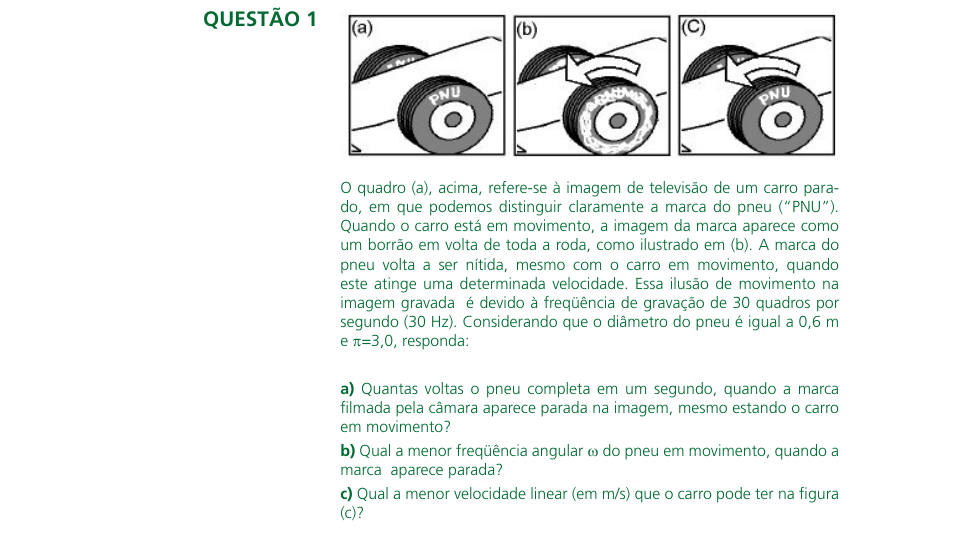 QUESTÃO 1
(a)
(b)
(C)
PNU
PNU
O quadro (a), acima, refere-se à imagem de televisão de um carro para-
do, em que podemos distinguir claramente a marca do pneu (“PNU”).
Quando o carro está em movimento, a imagem da marca aparece como
um borrão em volta de toda a roda, como ilustrado em (b). A marca do
pneu volta a ser nítida, mesmo com o carro em movimento, quando
este atinge uma determinada velocidade. Essa ilusão de movimento na
imagem gravada é devido à freqüência de gravação de 30 quadros por
segundo (30 Hz). Considerando que o diâmetro do pneu é igual a 0,6 m
e π=3,0, responda:
a) Quantas voltas o pneu completa em um segundo, quando a marca
filmada pela câmara aparece parada na imagem, mesmo estando o carro
em movimento?
b) Qual a menor freqüência angular ω do pneu em movimento, quando a
marca aparece parada?
c) Qual a menor velocidade linear (em m/s) que o carro pode ter na figura
(c)?